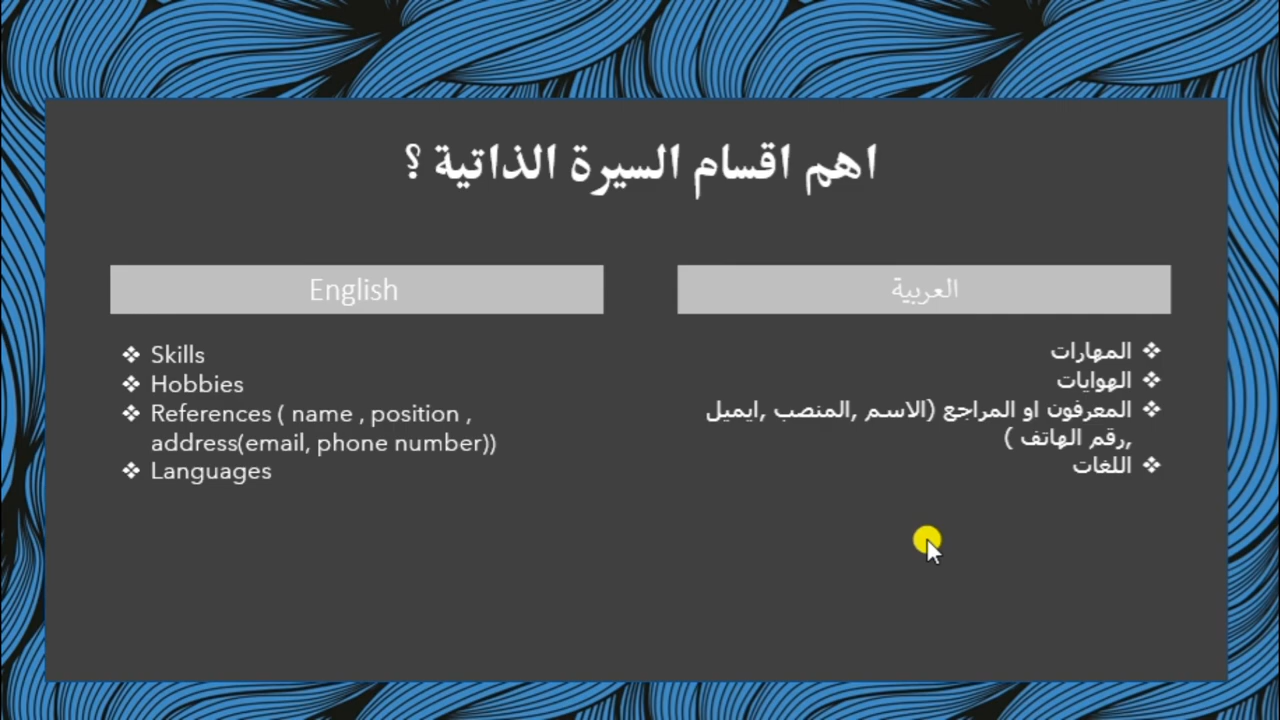 اهم اقسام السيرة الذاتية ؟
English
❖ Skills
❖ Hobbies
❖ References ( name , position ,
address(email, phone number))
❖ Languages
العربية
❖ المهارات
❖ الهوايات
❖ المعرفون او المراجع (الاسم ,المنصب ,ايميل
,رقم الهاتف )
❖ اللغات